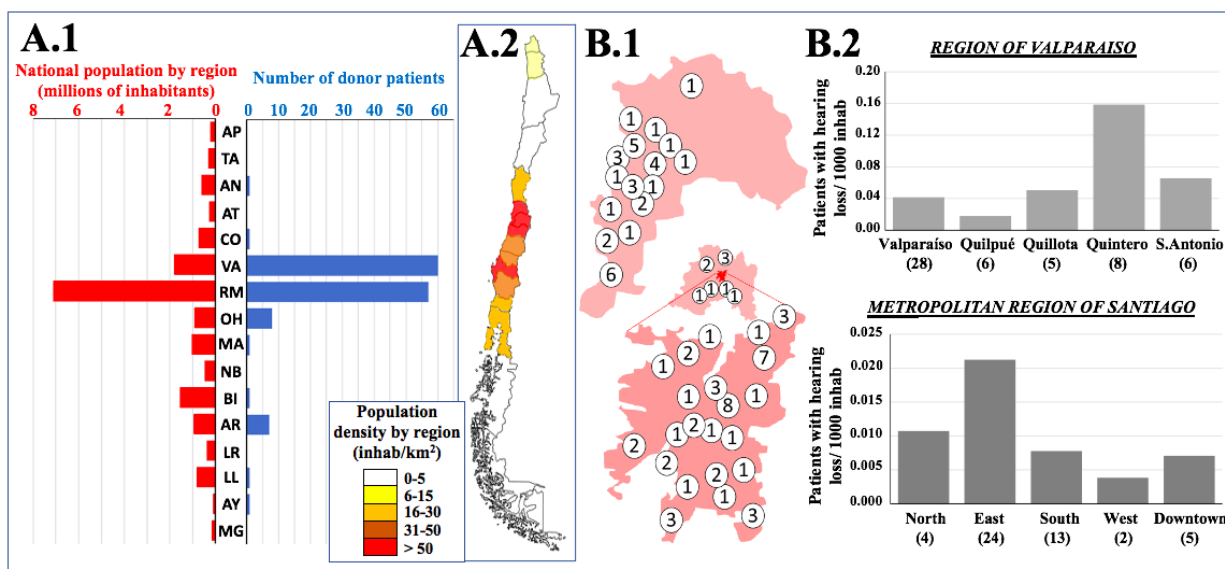 A.1
National population by region
(millions of inhabitants)
8 6 4 2 0
Number of donor patients
0 10 20 30 40 50 60
AP
TA
AN
AT
CO
VA
RM
OH
MA
NB
BI
AR
LR
LL
AY
MG
A.2
Population
density by region
(inhab/km²)
0-5
6-15
16-30
31-50
> 50
B.1
1
1
1
5
1
3
4
1
1
3
1
2
1
1
2
6
2 3
1 1 1 1
3
1
1
2
7
1
3
1
8
1
2
1
1
1
2
2
2
1
1
1
3
3
B.2
REGION OF VALPARAISO
Patients with hearing
loss/ 1000 inhab
0.20
0.16
0.12
0.08
0.04
0.00
Valparaíso Quilpué Quillota Quintero S.Antonio
(28) (6) (5) (8) (6)
METROPOLITAN REGION OF SANTIAGO
Patients with hearing
loss/ 1000 inhab
0.025
0.020
0.015
0.010
0.005
0.000
North East South West Downtown
(4) (24) (13) (2) (5)